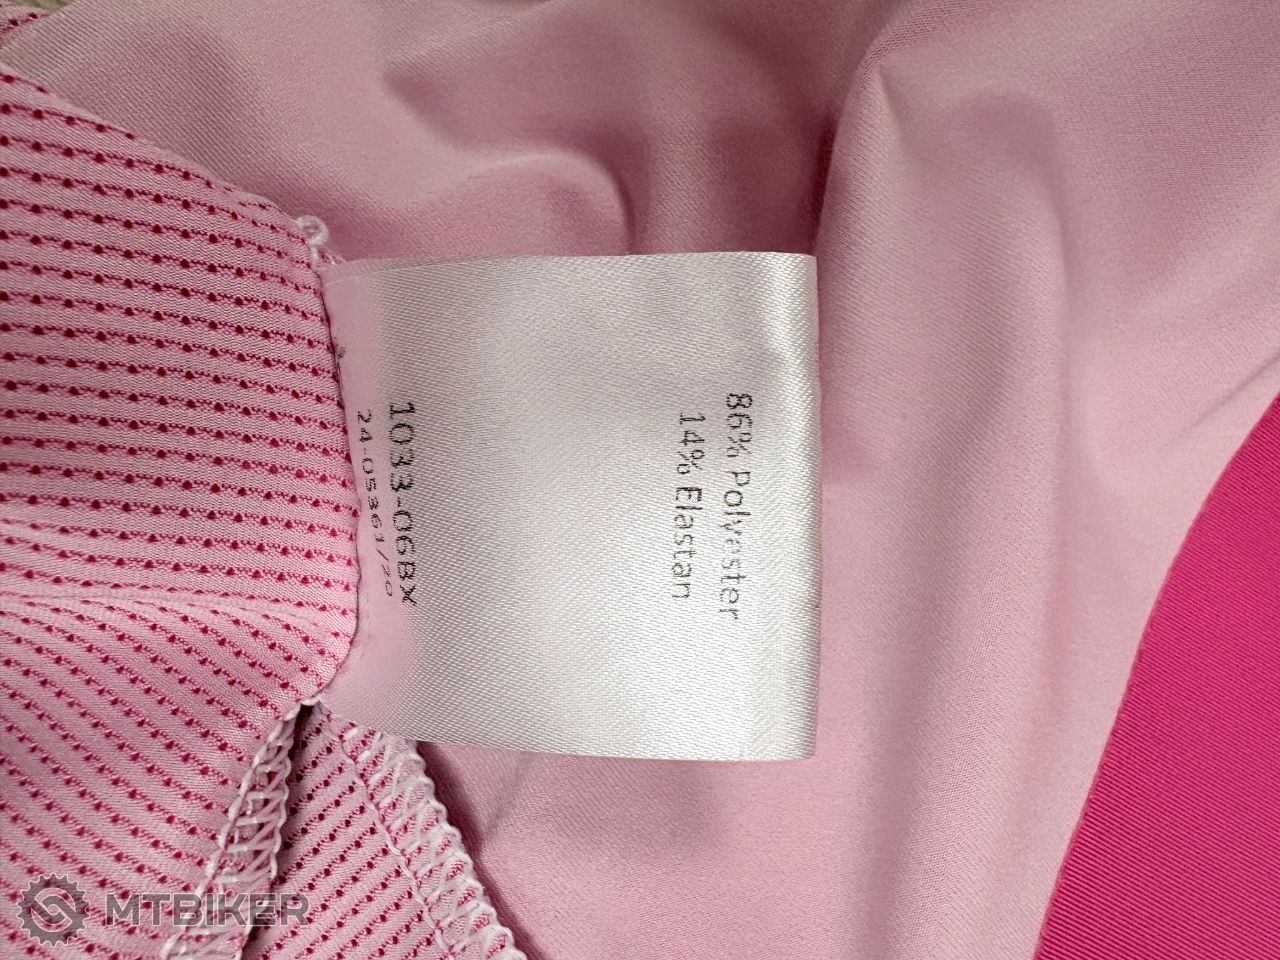 86% Polyester
14% Elastan
1033-06BX
24-05361/20
MTBIKER